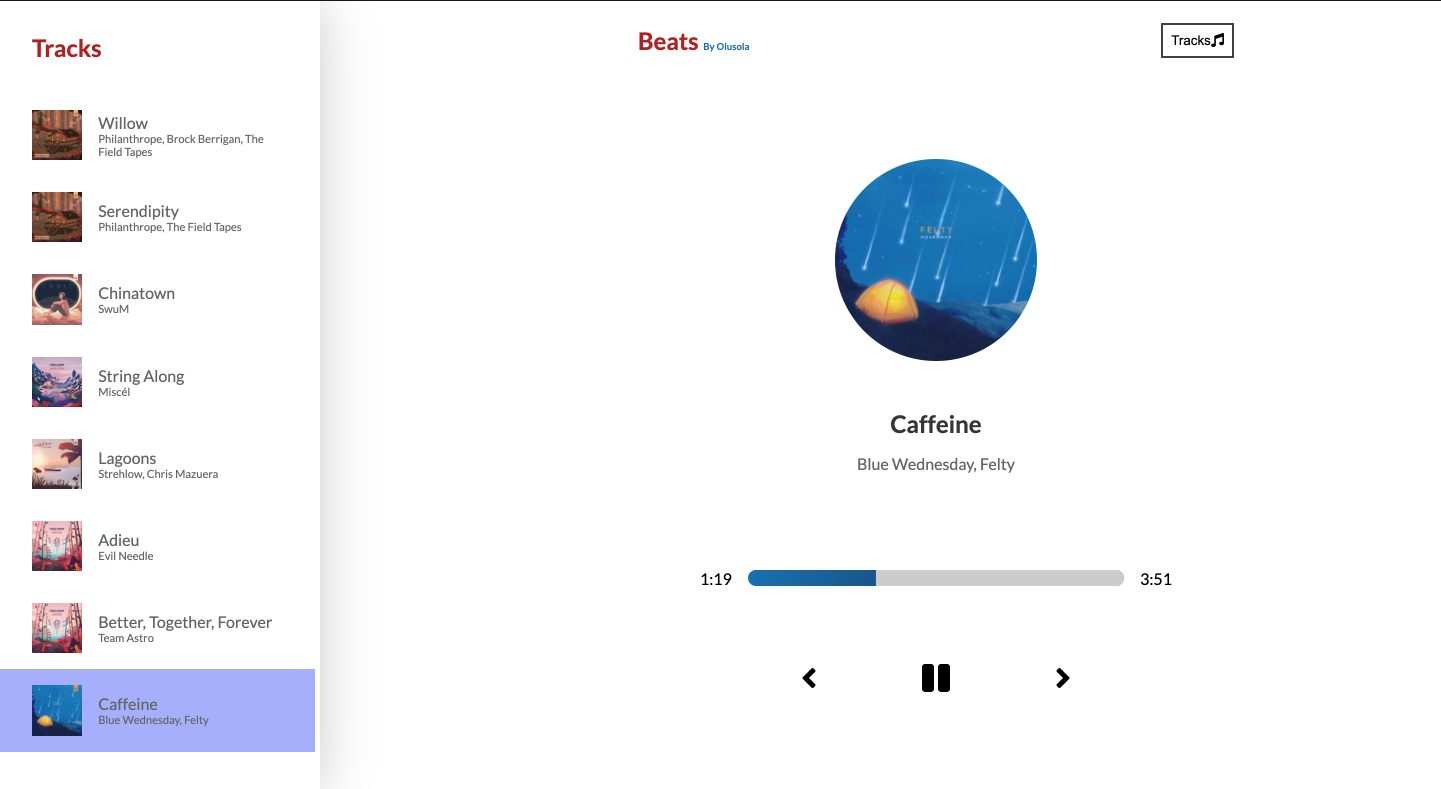 Tracks
Beats By Olusola
Tracks
Willow
Philanthrope, Brock Berrigan, The
Field Tapes
Serendipity
Philanthrope, The Field Tapes
Chinatown
SwuM
String Along
Miscél
Lagoons
Strehlow, Chris Mazuera
Adieu
Evil Needle
Better, Together, Forever
Team Astro
Caffeine
Blue Wednesday, Felty
FELTY
movement
Caffeine
Blue Wednesday, Felty
1:19
3:51